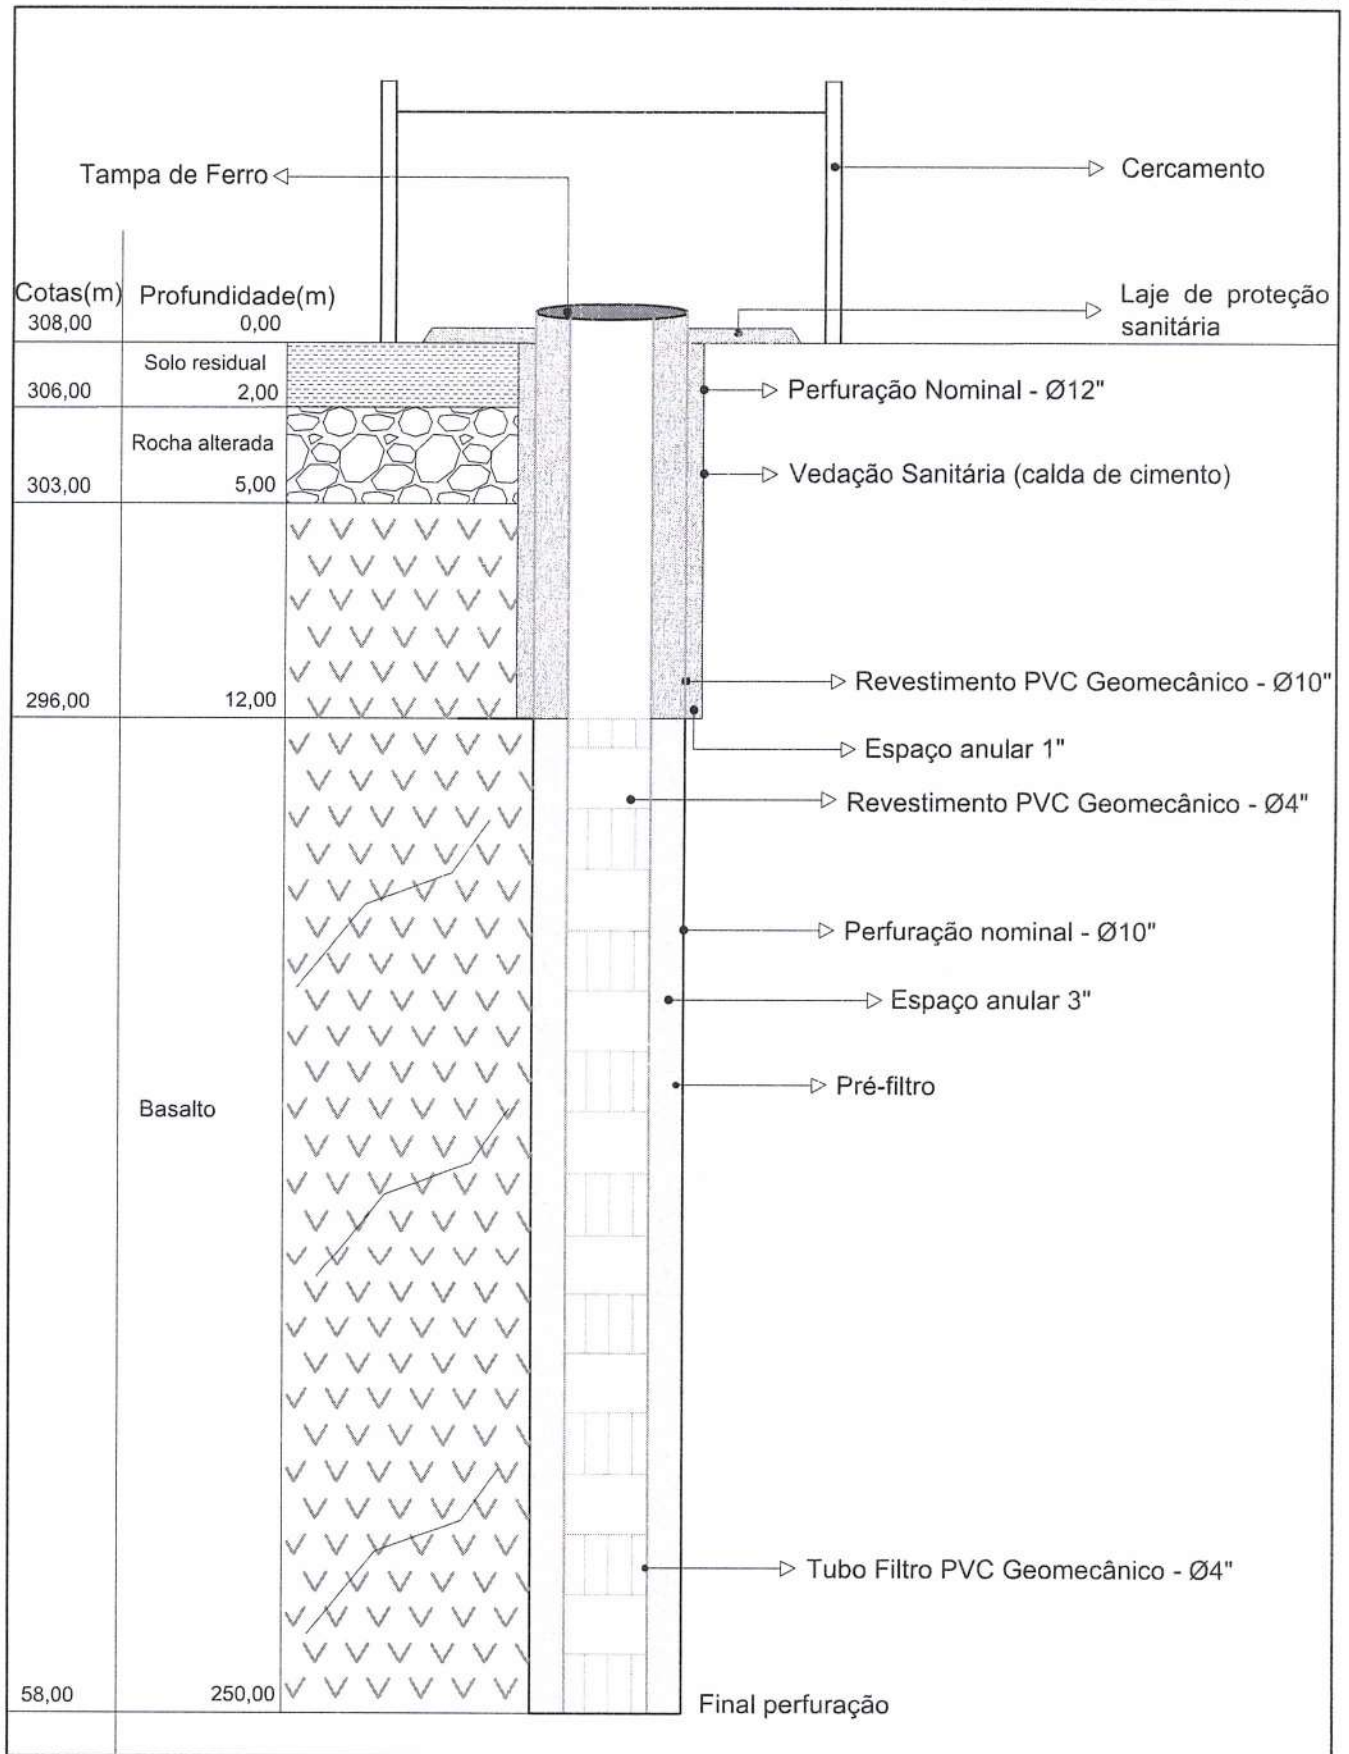 Tampa de Ferro
Cercamento
Cotas(m)
Profundidade(m)
Laje de proteção
sanitária
308,00
0,00
Solo residual
306,00
2,00
Perfuração Nominal - Ø12"
Rocha alterada
Vedação Sanitária (calda de cimento)
303,00
5,00
Revestimento PVC Geomecânico - Ø10"
296,00
12,00
Espaço anular 1"
Revestimento PVC Geomecânico - Ø4"
Perfuração nominal - Ø10"
Espaço anular 3"
Pré-filtro
Basalto
Tubo Filtro PVC Geomecânico - Ø4"
58,00
250,00
Final perfuração